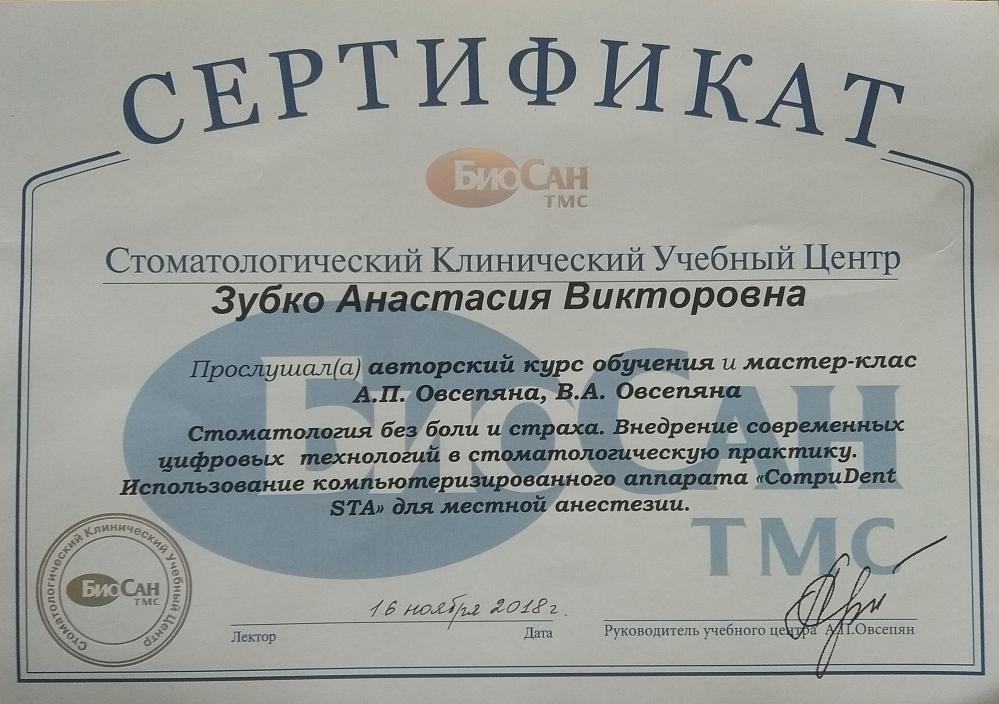 СЕРТИФИКАТ
БиоСан
ТМС
Стоматологический Клинический Учебный Центр
Зубко Анастасия Викторовна
Прослушал(а) авторский курс обучения и мастер-клас
А.П. Овсепяна, В.А. Овсепяна
Стоматология без боли и страха. Внедрение современных
цифровых технологий в стоматологическую практику.
Использование компьютеризированного аппарата «CompuDent
STA» для местной анестезии.
БиоСан
ТМС
Стоматологический Клинический Учебный Центр
БиоСан
ТМС
16 ноября 2018 г.
Лектор Дата Руководитель учебного центра А.П.Овсепян